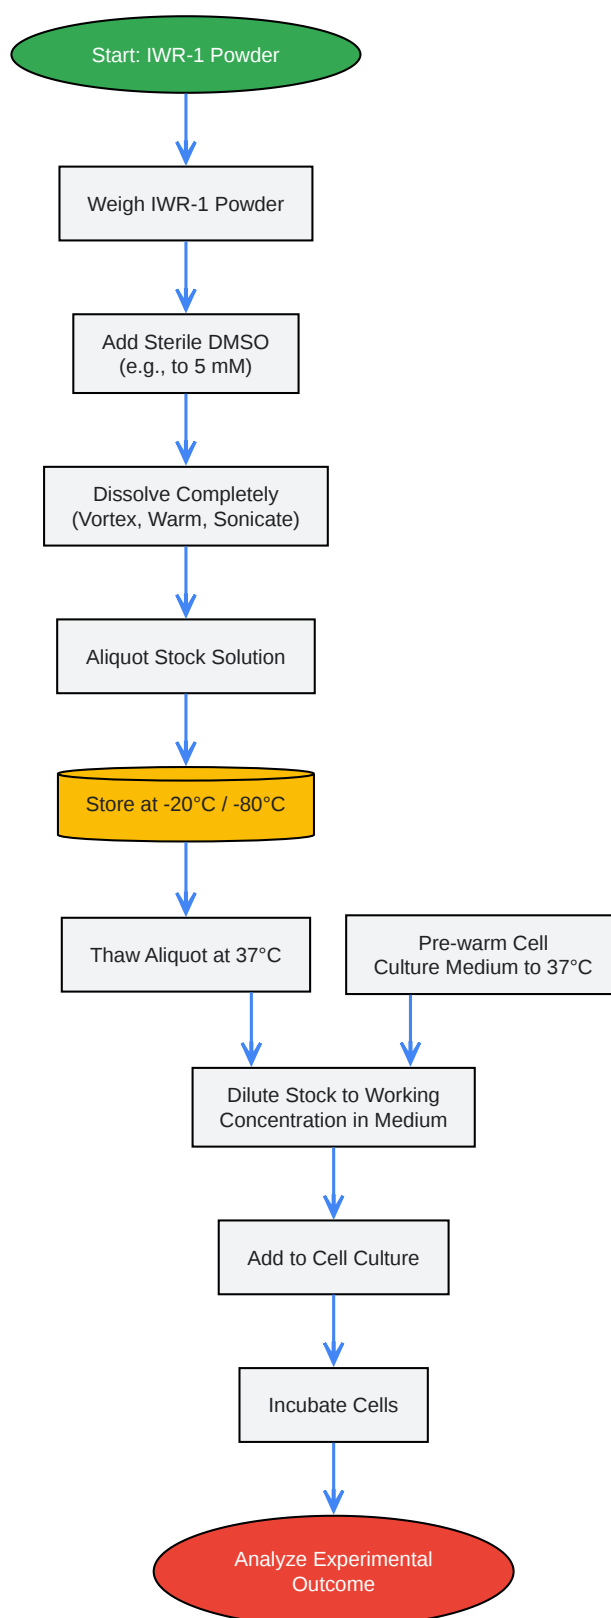 Start: IWR-1 Powder
Weigh IWR-1 Powder
Add Sterile DMSO
(e.g., to 5 mM)
Dissolve Completely
(Vortex, Warm, Sonicate)
Aliquot Stock Solution
Store at -20°C / -80°C
Thaw Aliquot at 37°C
Pre-warm Cell
Culture Medium to 37°C
Dilute Stock to Working
Concentration in Medium
Add to Cell Culture
Incubate Cells
Analyze Experimental
Outcome